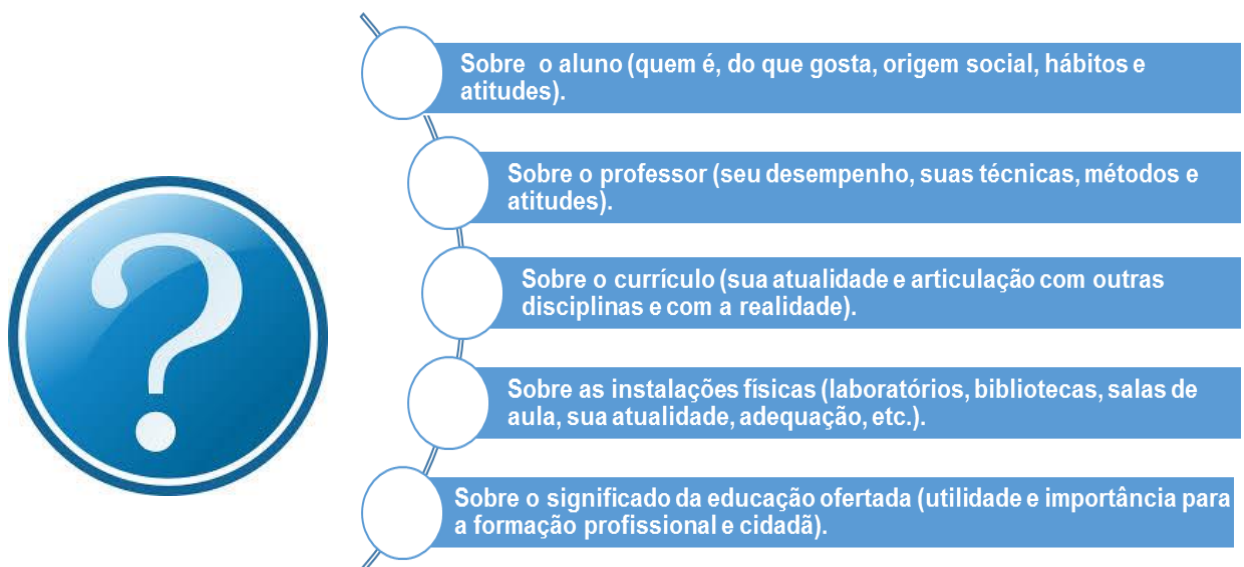 Sobre o aluno (quem é, do que gosta, origem social, hábitos e
atitudes).
Sobre o professor (seu desempenho, suas técnicas, métodos e
atitudes).
Sobre o currículo (sua atualidade e articulação com outras
disciplinas e com a realidade).
Sobre as instalações físicas (laboratórios, bibliotecas, salas de
aula, sua atualidade, adequação, etc.).
Sobre o significado da educação ofertada (utilidade e importância para
a formação profissional e cidadã).
?